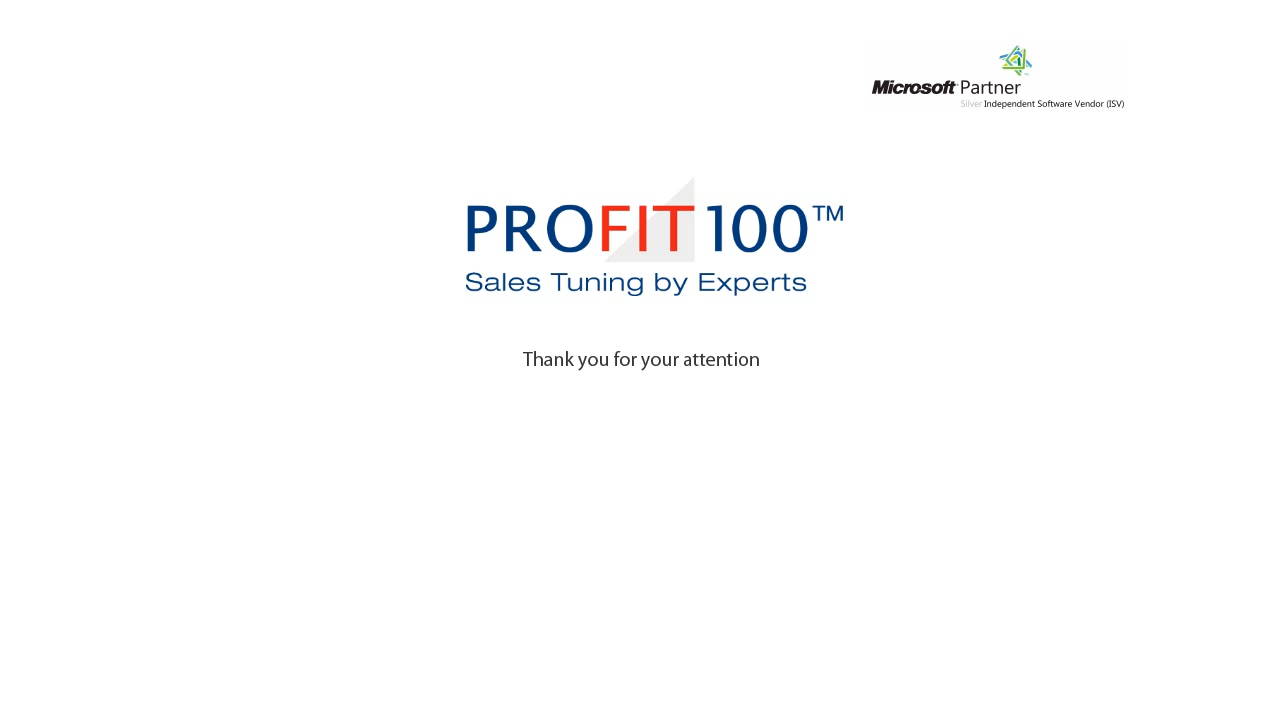 Microsoft Partner
Silver Independent Software Vendor (ISV)
PROFIT 100™
Sales Tuning by Experts
Thank you for your attention